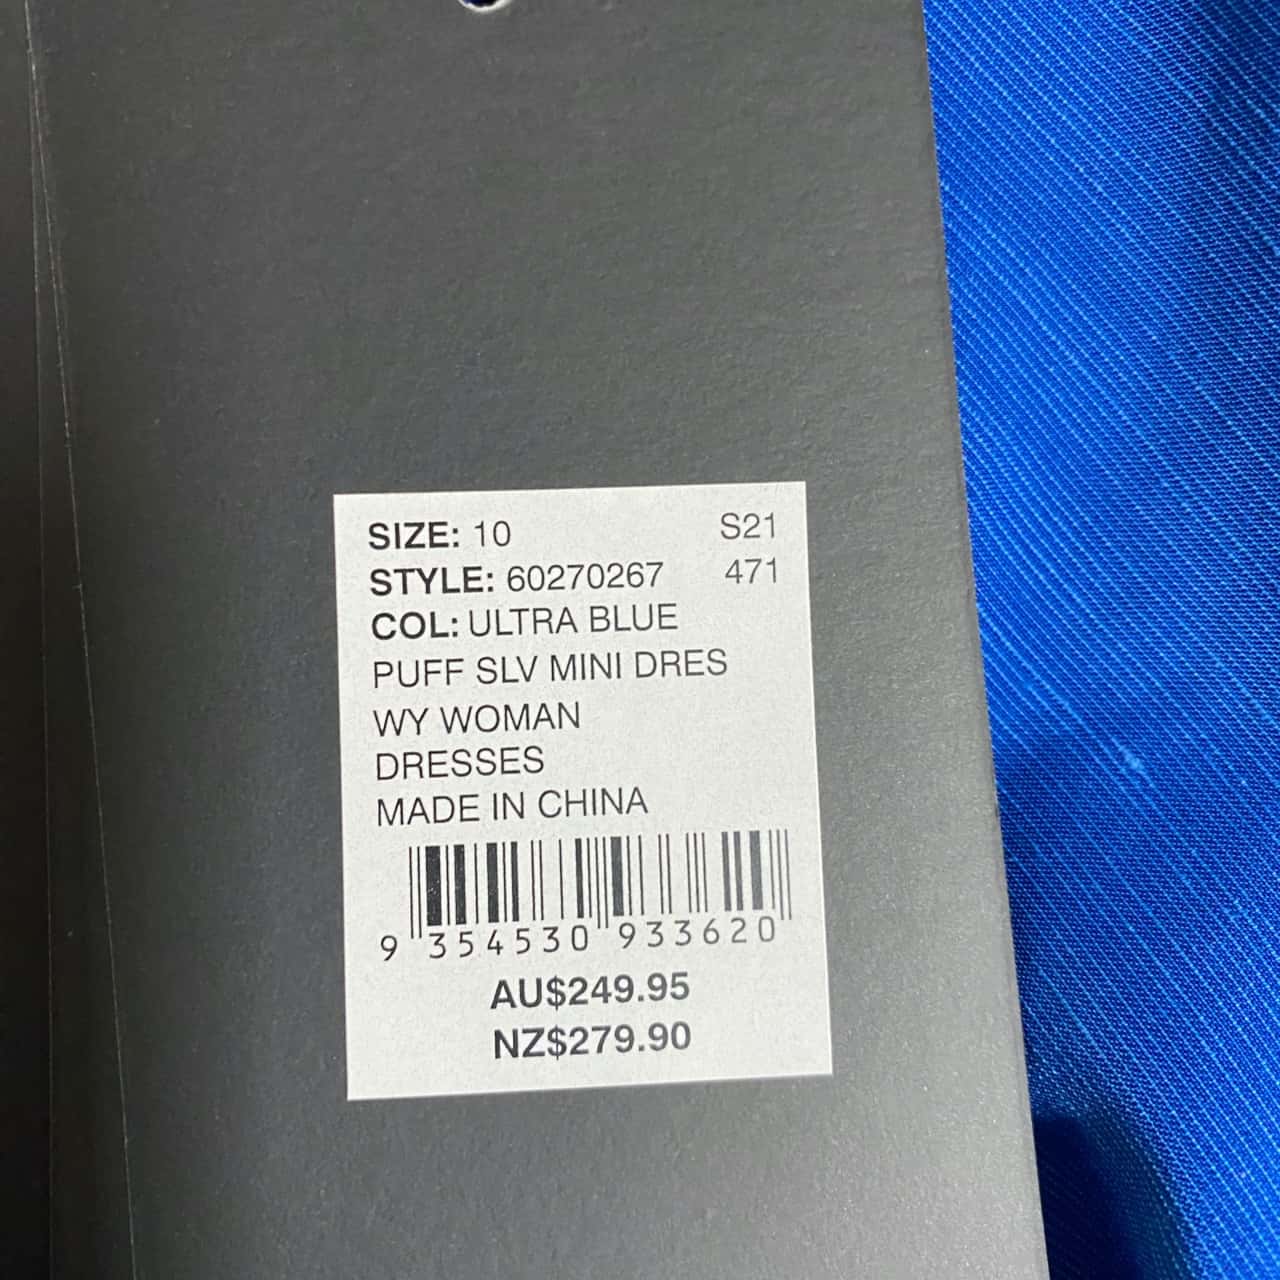 SIZE: 10 S21
STYLE: 60270267 471
COL: ULTRA BLUE
PUFF SLV MINI DRES
WY WOMAN
DRESSES
MADE IN CHINA
9 354530 933620
AU$249.95
NZ$279.90